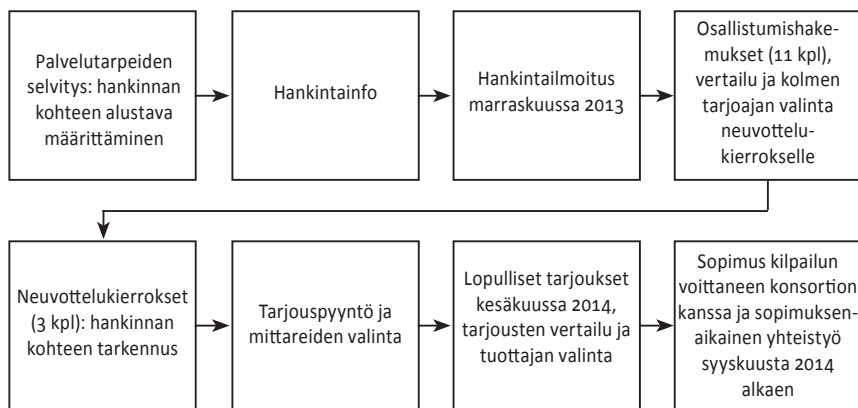 Palvelutarpeiden
selvitys: hankinnan
kohteen alustava
määrittäminen
Hankintainfo
Hankintailmoitus
marraskuussa 2013
Osallistumishake-
mukset (11 kpl),
vertailu ja kolmen
tarjoajan valinta
neuvottelu-
kierrokselle
Neuvottelukierrokset
(3 kpl): hankinnan
kohteen tarkennus
Tarjouspyyntö ja
mittareiden valinta
Lopulliset tarjoukset
kesäkuussa 2014,
tarjousten vertailu ja
tuottajan valinta
Sopimus kilpailun
voittaneen konsortion
kanssa ja sopimuksen-
aikainen yhteistyö
syyskuusta 2014
alkaen